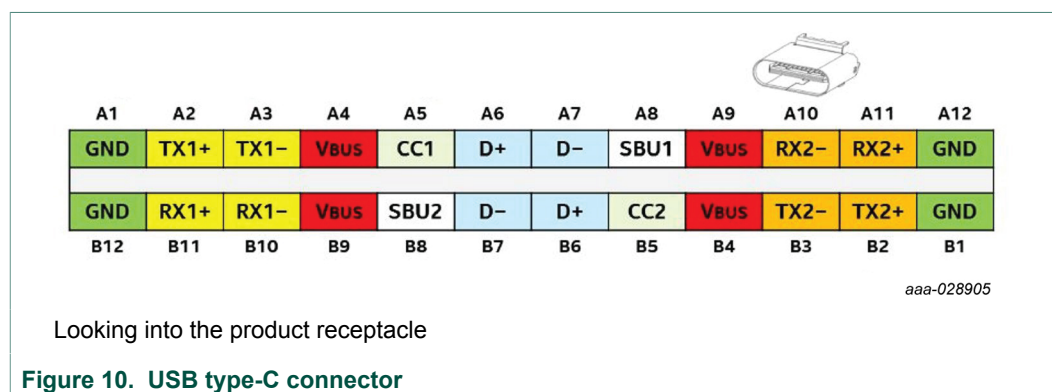 A1 A2 A3 A4 A5 A6 A7 A8 A9 A10 A11 A12
GND TX1+ TX1− VBUS CC1 D+ D− SBU1 VBUS RX2− RX2+ GND
GND RX1+ RX1− VBUS SBU2 D− D+ CC2 VBUS TX2− TX2+ GND
B12 B11 B10 B9 B8 B7 B6 B5 B4 B3 B2 B1
aaa-028905
Looking into the product receptacle
Figure 10. USB type-C connector